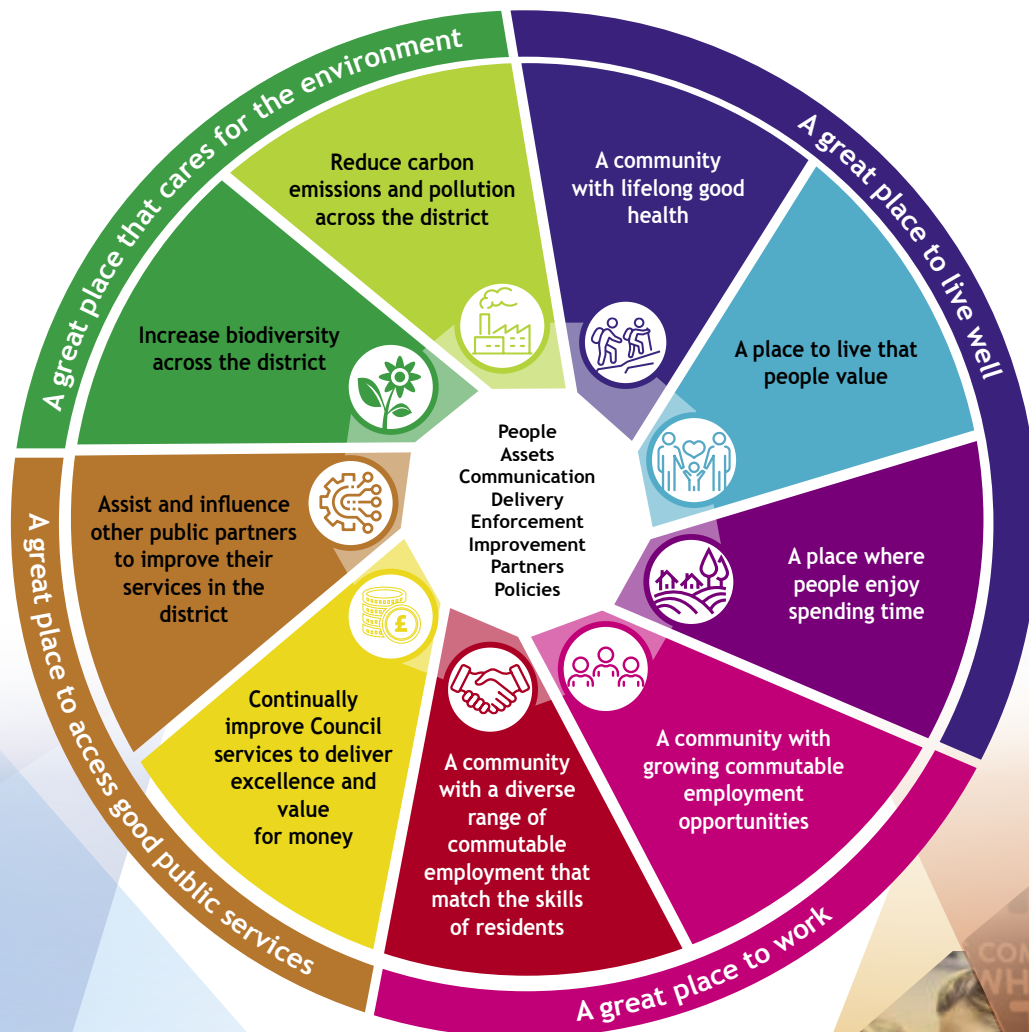 A great place that cares for the environment
Reduce carbon
emissions and pollution
across the district
Increase biodiversity
across the district
A great place to live well
A community
with lifelong good
health
A place to live that
people value
A place where
people enjoy
spending time
A great place to work
A community with
growing commutable
employment
opportunities
A community
with a diverse
range of
commutable
employment that
match the skills
of residents
A great place to access good public services
Continually
improve Council
services to deliver
excellence and
value
for money
£
Assist and influence
other public partners
to improve their
services in the
district
People
Assets
Communication
Delivery
Enforcement
Improvement
Partners
Policies